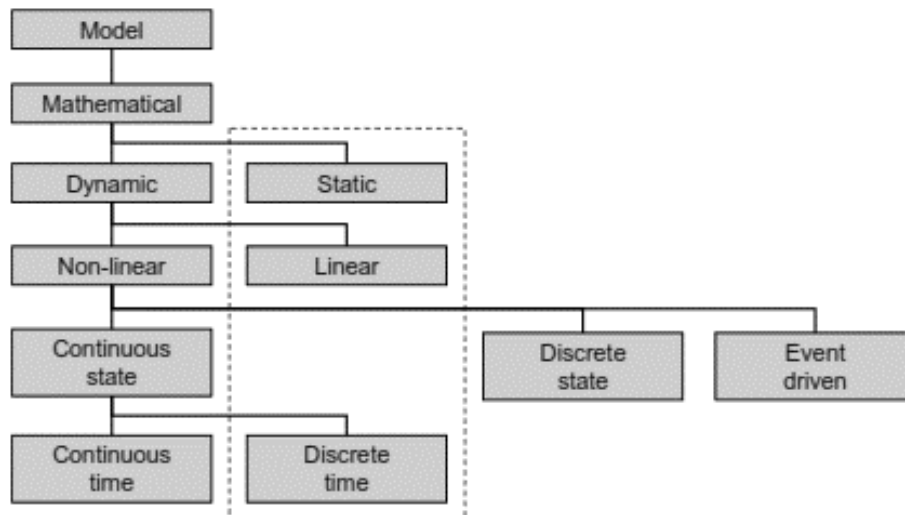 Model
Mathematical
Dynamic
Static
Non-linear
Linear
Continuous
state
Discrete
state
Event
driven
Continuous
time
Discrete
time